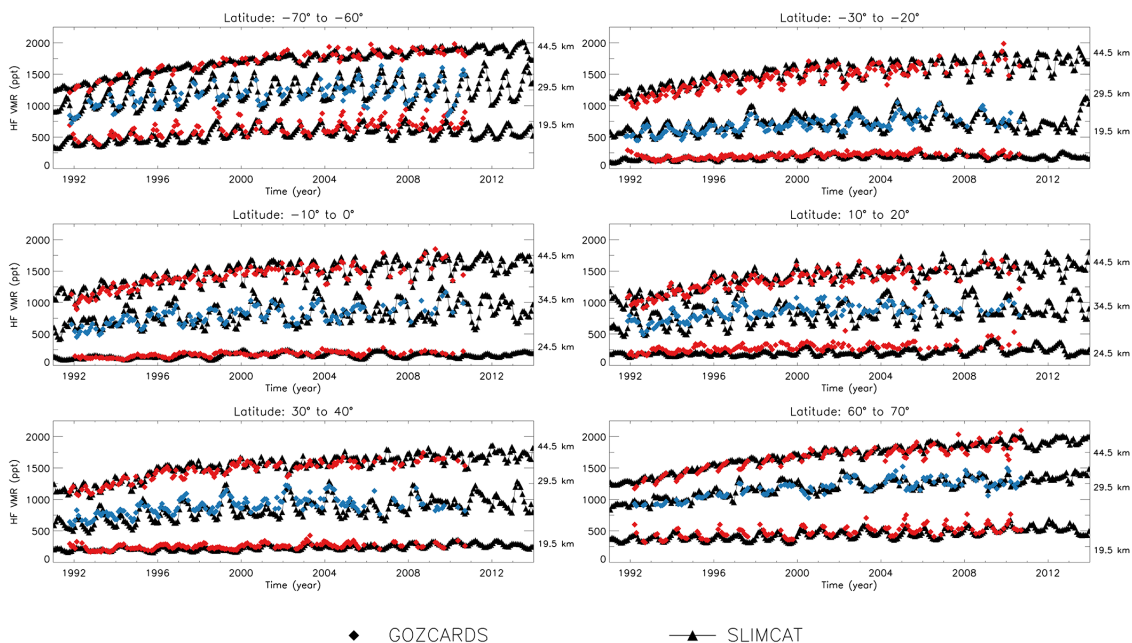 Latitude: −70° to −60°
HF VMR (ppt)
2000
1500
1000
500
0
44.5 km
29.5 km
19.5 km
1992 1996 2000 2004 2008 2012
Time (year)
Latitude: −30° to −20°
2000
1500
1000
500
0
44.5 km
29.5 km
19.5 km
1992 1996 2000 2004 2008 2012
Time (year)
Latitude: −10° to 0°
HF VMR (ppt)
2000
1500
1000
500
0
44.5 km
34.5 km
24.5 km
1992 1996 2000 2004 2008 2012
Time (year)
Latitude: 10° to 20°
2000
1500
1000
500
0
44.5 km
34.5 km
24.5 km
1992 1996 2000 2004 2008 2012
Time (year)
Latitude: 30° to 40°
HF VMR (ppt)
2000
1500
1000
500
0
44.5 km
29.5 km
19.5 km
1992 1996 2000 2004 2008 2012
Time (year)
Latitude: 60° to 70°
2000
1500
1000
500
0
44.5 km
29.5 km
19.5 km
1992 1996 2000 2004 2008 2012
Time (year)
GOZCARDS SLIMCAT